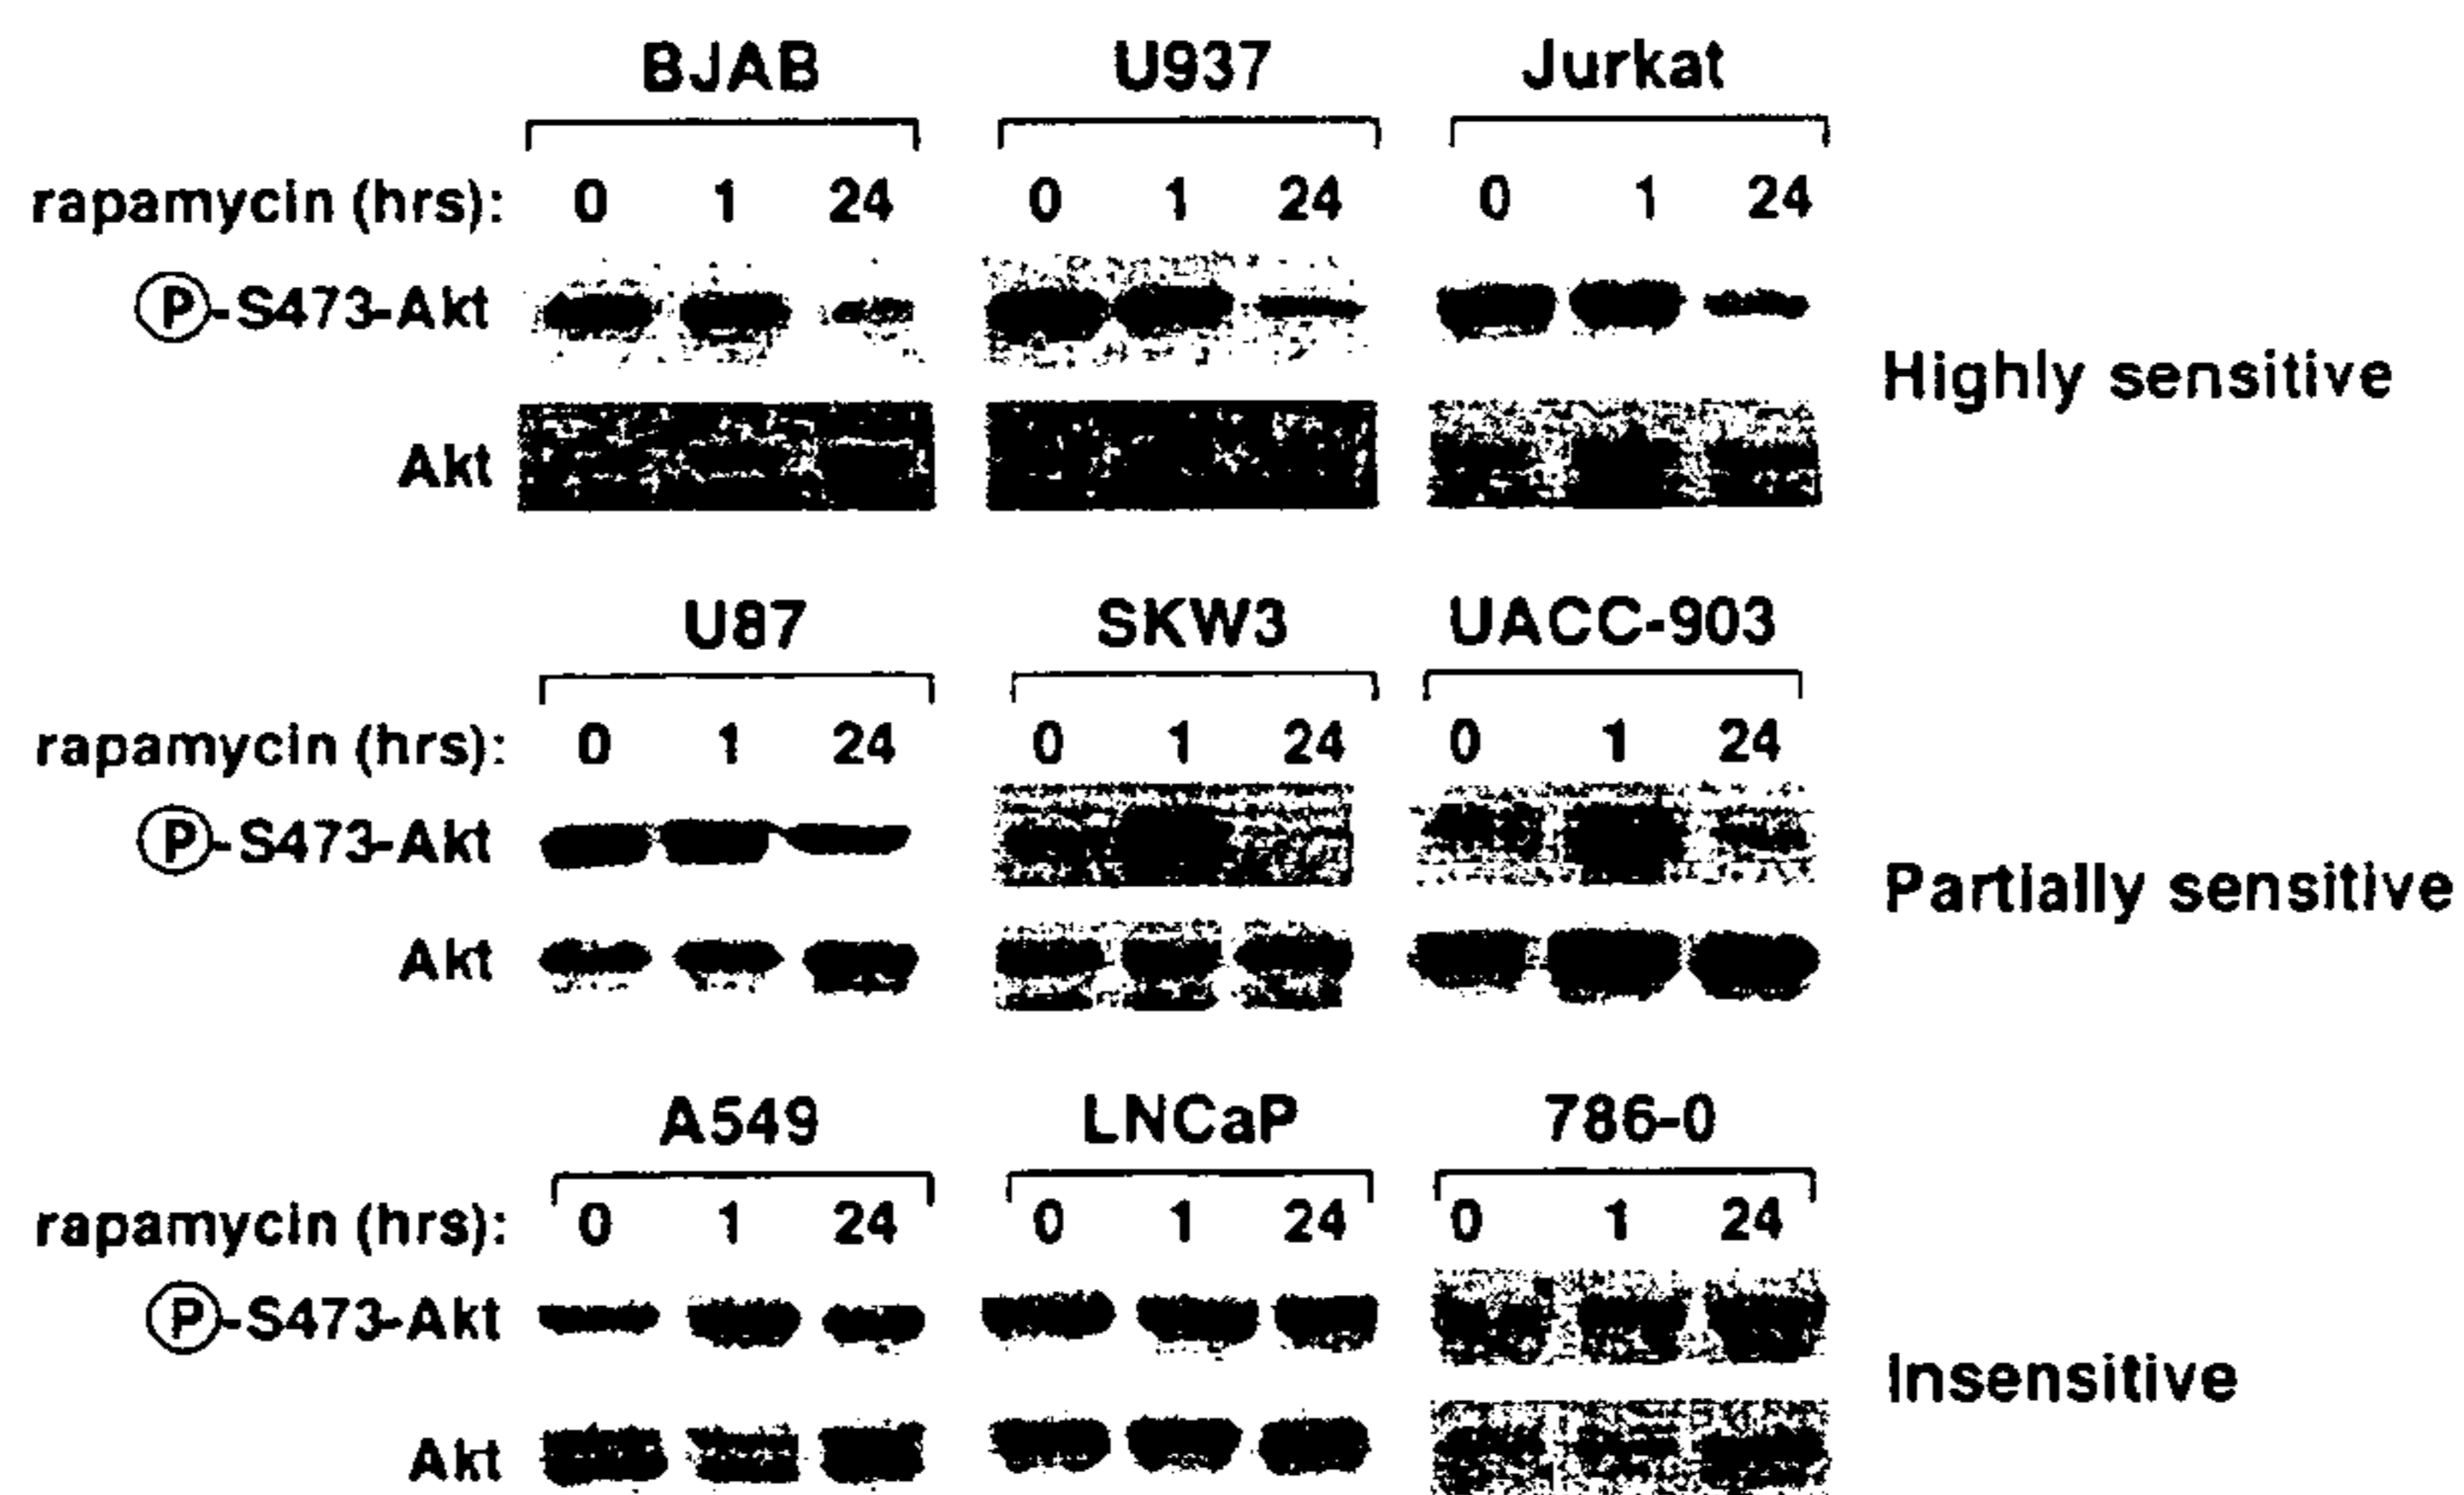 BJAB U937 Jurkat
rapamycin (hrs): 0 1 24 0 1 24 0 1 24
Ⓟ-S473-Akt
Highly sensitive
Akt
U87 SKW3 UACC-903
rapamycin (hrs): 0 1 24 0 1 24 0 1 24
Ⓟ-S473-Akt
Partially sensitive
Akt
A549 LNCaP 786-0
rapamycin (hrs): 0 1 24 0 1 24 0 1 24
Ⓟ-S473-Akt
Insensitive
Akt